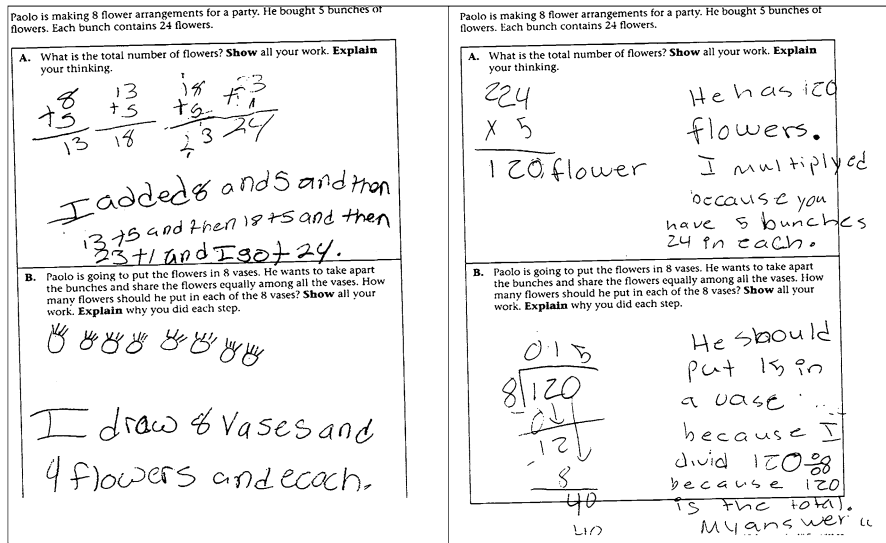 Paolo is making 8 flower arrangements for a party. He bought 5 bunches of
flowers. Each bunch contains 24 flowers.
A. What is the total number of flowers? Show all your work. Explain
your thinking.
8 13 18 23
+5 +5 +5 +1
13 18 23 24
I added 8 and 5 and then
13 +5 and then 18 +5 and then
23 +1 and I got 24.
B. Paolo is going to put the flowers in 8 vases. He wants to take apart
the bunches and share the flowers equally among all the vases. How
many flowers should he put in each of the 8 vases? Show all your
work. Explain why you did each step.
I draw 8 vases and
4 flowers and ecoch.
Paolo is making 8 flower arrangements for a party. He bought 5 bunches of
flowers. Each bunch contains 24 flowers.
A. What is the total number of flowers? Show all your work. Explain
your thinking.
224
X 5
120 flower
He has 120
flowers.
I multiplyed
because you
have 5 bunches
24 in each.
B. Paolo is going to put the flowers in 8 vases. He wants to take apart
the bunches and share the flowers equally among all the vases. How
many flowers should he put in each of the 8 vases? Show all your
work. Explain why you did each step.
015
8)120
0
12
- 8
40
40
He should
put 15 in
a vase
because I
divid 120÷8
because 120
is the total.
My answer